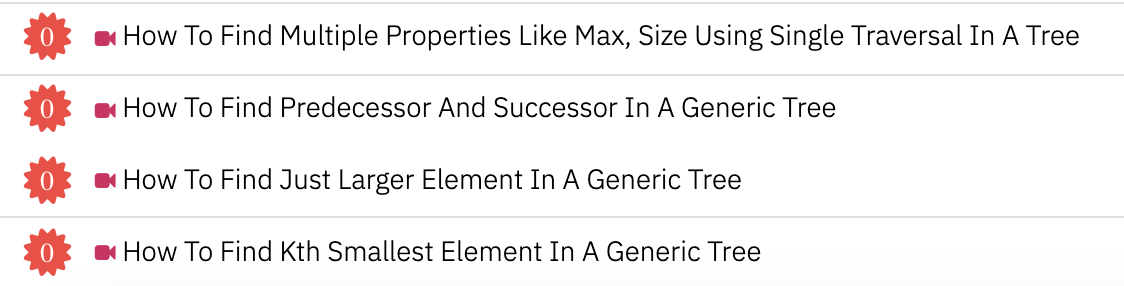 0 How To Find Multiple Properties Like Max, Size Using Single Traversal In A Tree
0 How To Find Predecessor And Successor In A Generic Tree
0 How To Find Just Larger Element In A Generic Tree
0 How To Find Kth Smallest Element In A Generic Tree